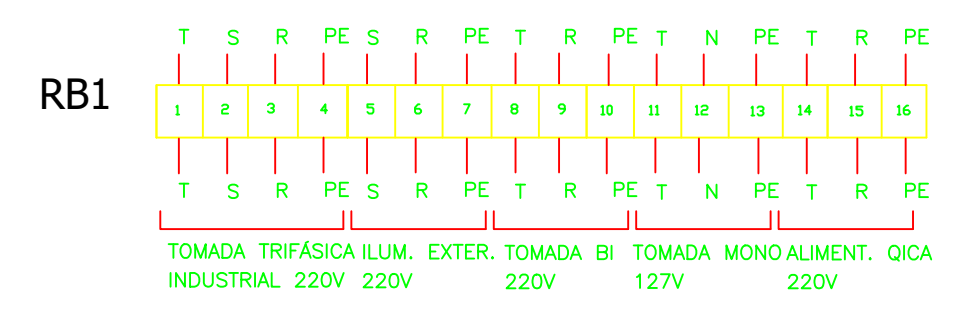 T S R PE S R PE T R PE T N PE T R PE
RB1
1 2 3 4 5 6 7 8 9 10 11 12 13 14 15 16
T S R PE S R PE T R PE T N PE T R PE
TOMADA TRIFÁSICA ILUM. EXTER. TOMADA BI TOMADA MONO ALIMENT. QICA
INDUSTRIAL 220V 220V 220V 127V 220V